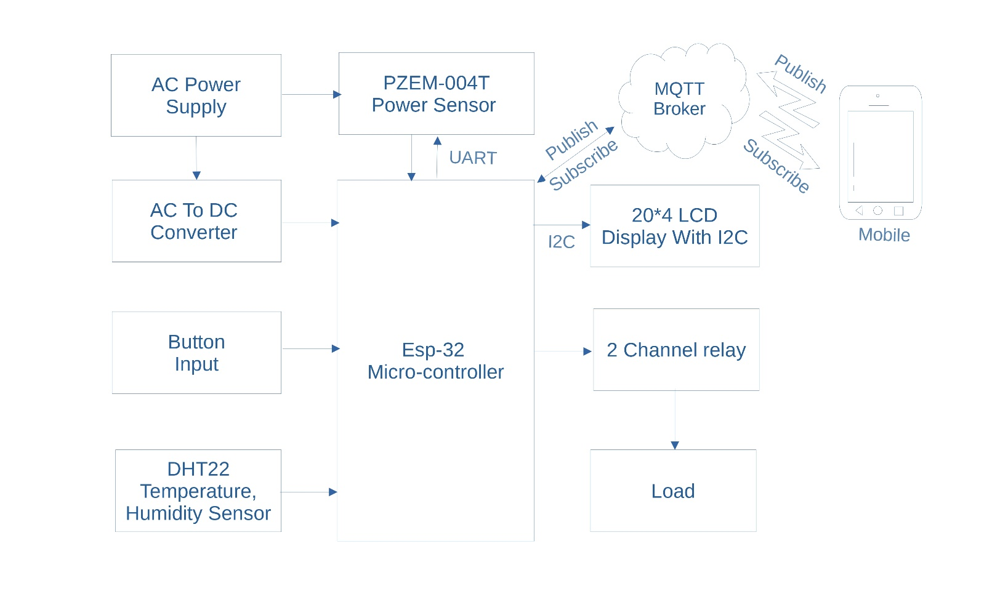 AC Power
Supply
PZEM-004T
Power Sensor
MQTT
Broker
Publish
Subscribe
Publish
Subscribe
UART
Mobile
AC To DC
Converter
20*4 LCD
Display With I2C
I2C
Button
Input
Esp-32
Micro-controller
2 Channel relay
DHT22
Temperature,
Humidity Sensor
Load